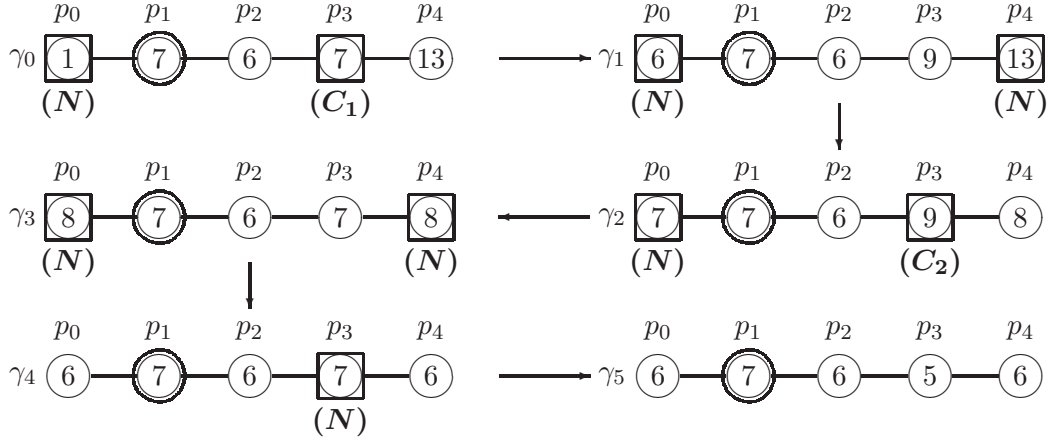 p₀ p₁ p₂ p₃ p₄ p₀ p₁ p₂ p₃ p₄
γ₀ 1 7 6 7 13 γ₁ 6 7 6 9 13
(N) (C₁) (N) (N)
p₀ p₁ p₂ p₃ p₄ p₀ p₁ p₂ p₃ p₄
γ₃ 8 7 6 7 8 γ₂ 7 7 6 9 8
(N) (N) (N) (C₂)
p₀ p₁ p₂ p₃ p₄ p₀ p₁ p₂ p₃ p₄
γ₄ 6 7 6 7 6 γ₅ 6 7 6 5 6
(N)